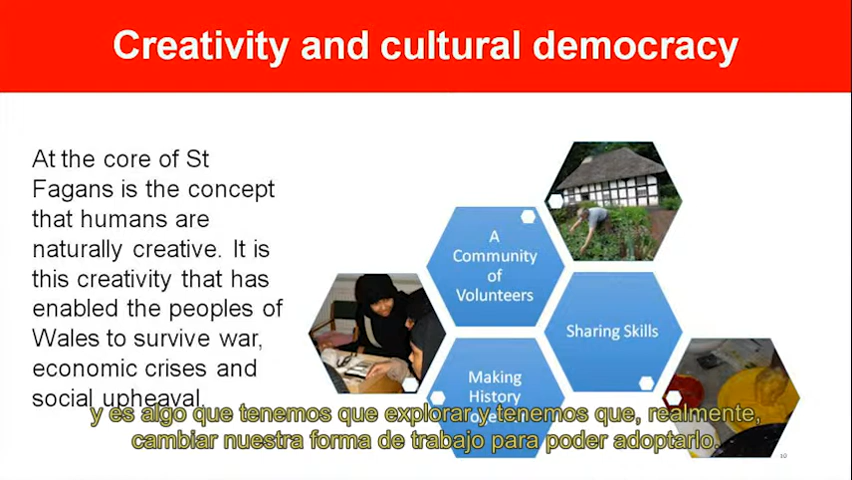 Creativity and cultural democracy
At the core of St
Fagans is the concept
that humans are
naturally creative. It is
this creativity that has
enabled the peoples of
Wales to survive war,
economic crises and
social upheaval.
A
Community
of
Volunteers
Sharing Skills
Making
History
y es algo que tenemos que explorar y tenemos que, realmente,
cambiar nuestra forma de trabajo para poder adoptarlo.
10